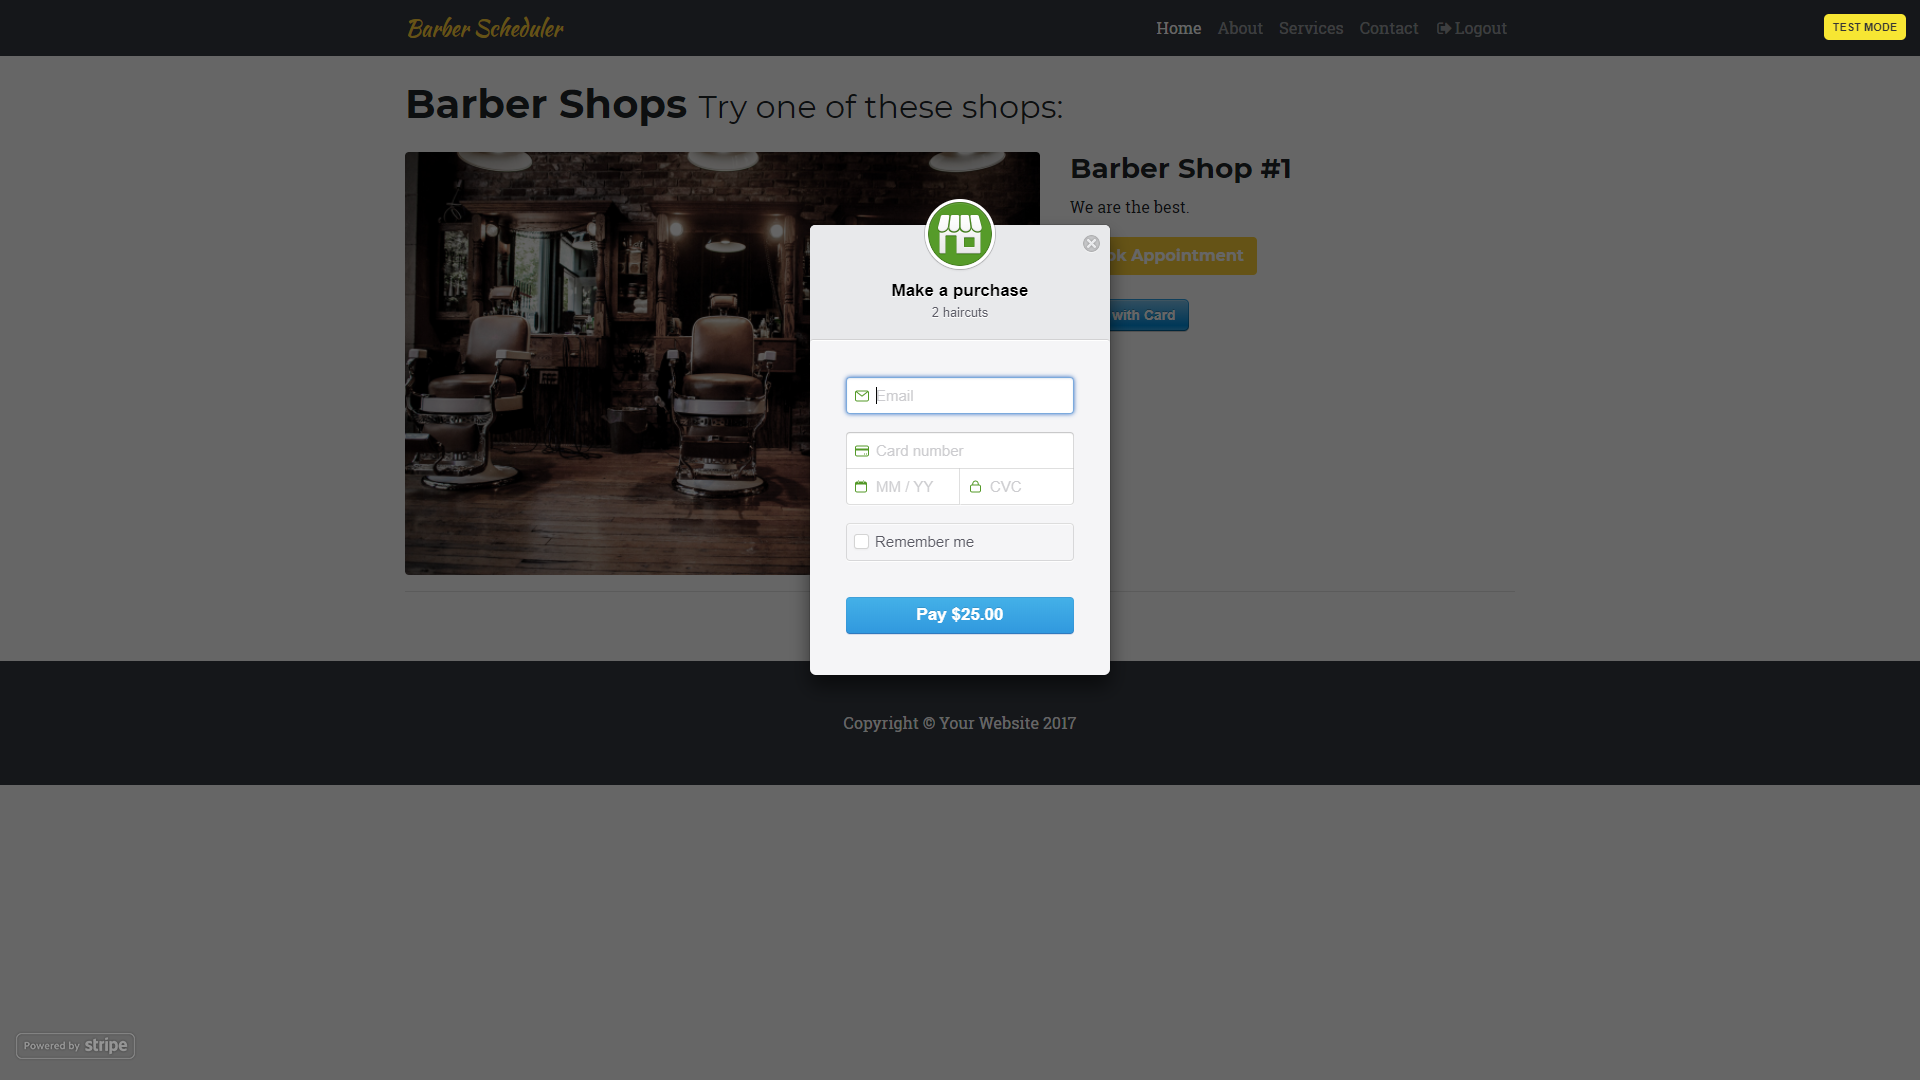 Barber Scheduler
Home About Services Contact Logout
TEST MODE
Barber Shops Try one of these shops:
Barber Shop #1
We are the best.
Appointment
with Card
Make a purchase
2 haircuts
Email
Card number
MM / YY CVC
Remember me
Pay $25.00
Copyright © Your Website 2017
Powered by stripe